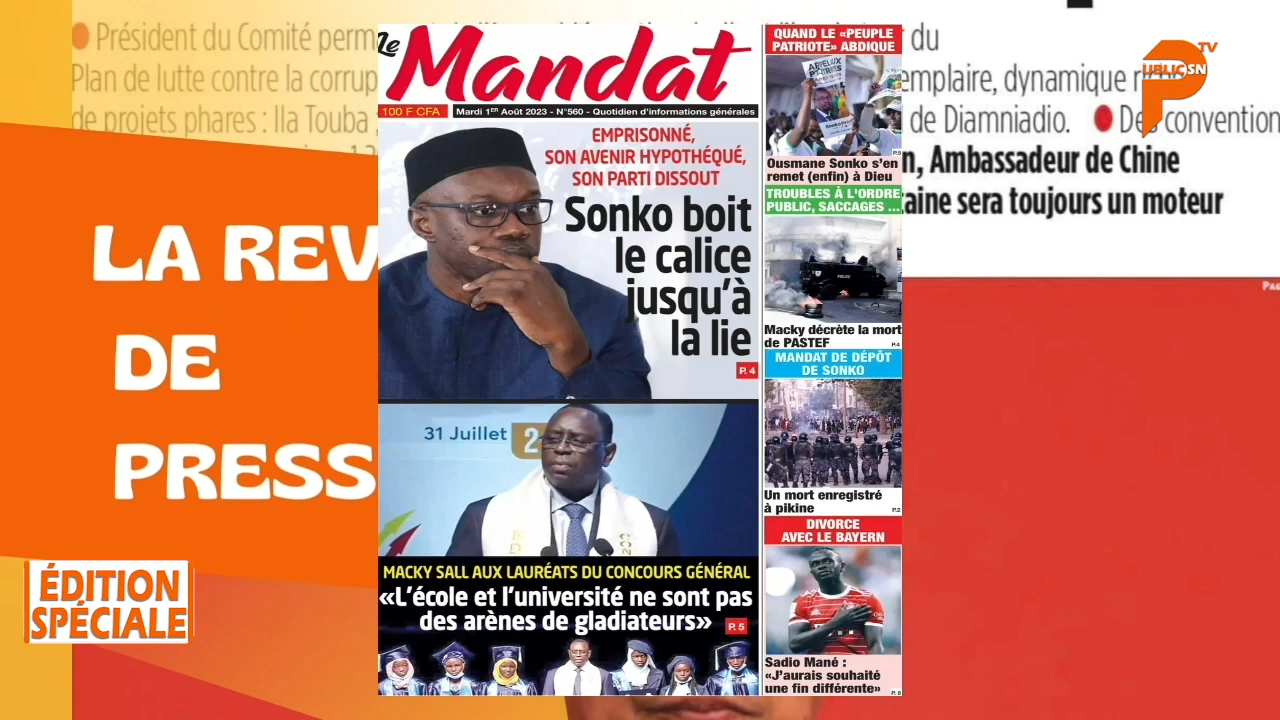 Président du Comité perm
Plan de lutte contre la corrup
de projets phares : Ila Touba ,
LA REV
DE
PRESS
ÉDITION
SPÉCIALE
Le Mandat
100 F CFA
Mardi 1ER Août 2023 - N°560 - Quotidien d'informations générales
EMPRISONNÉ,
SON AVENIR HYPOTHÉQUÉ,
SON PARTI DISSOUT
Sonko boit
le calice
jusqu'à
la lie
P. 4
31 Juillet
MACKY SALL AUX LAURÉATS DU CONCOURS GÉNÉRAL
«L'école et l'université ne sont pas
des arènes de gladiateurs»
P. 5
QUAND LE «PEUPLE
PATRIOTE» ABDIQUE
Ousmane Sonko s'en
remet (enfin) à Dieu
TROUBLES À L'ORDRE
PUBLIC, SACCAGES ...
POLICE
Macky décrète la mort
de PASTEF
P.4
MANDAT DE DÉPÔT
DE SONKO
Un mort enregistré
à pikine
P.2
DIVORCE
AVEC LE BAYERN
Sadio Mané :
«J'aurais souhaité
une fin différente»
P. 8
du
emplaire, dynamique
de Diamniadio.
convention
n, Ambassadeur de Chine
aine sera toujours un moteur
PUBLIC SN TV